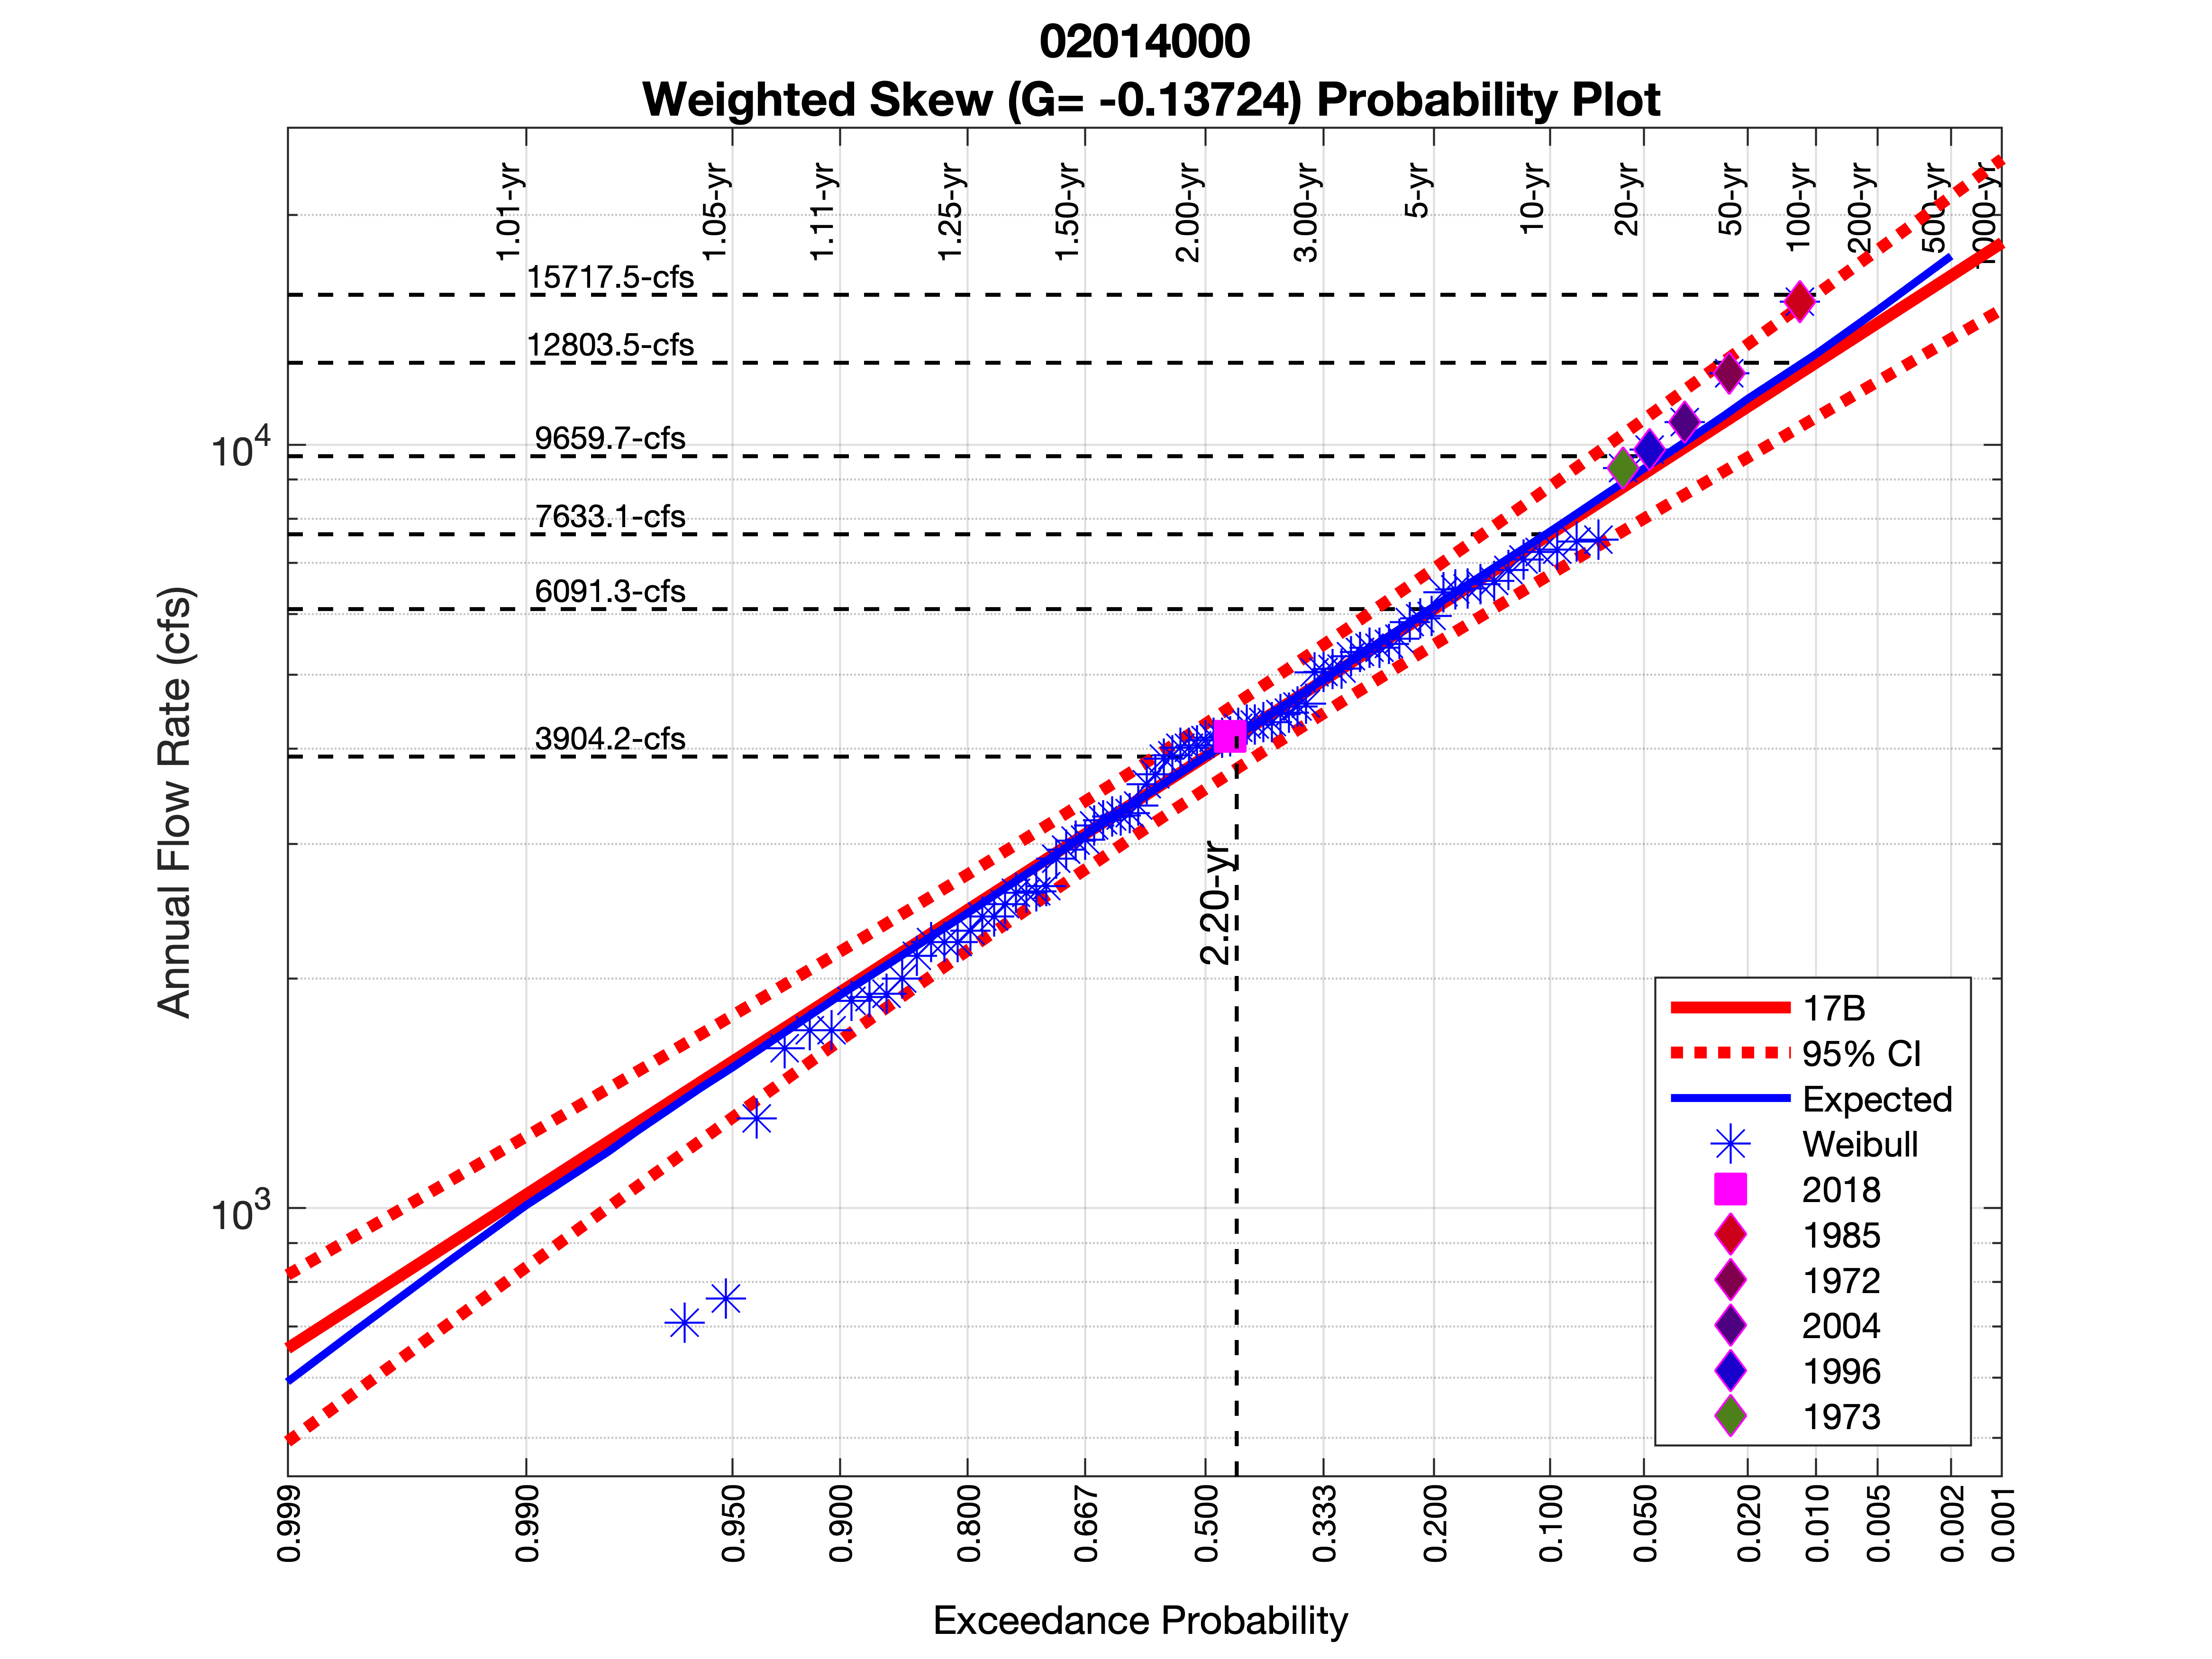 02014000
Weighted Skew (G= -0.13724) Probability Plot
1.01-yr
1.05-yr
1.11-yr
1.25-yr
1.50-yr
2.00-yr
3.00-yr
5-yr
10-yr
20-yr
50-yr
100-yr
200-yr
500-yr
15717.5-cfs
12803.5-cfs
9659.7-cfs
7633.1-cfs
6091.3-cfs
3904.2-cfs
10⁴
10³
Annual Flow Rate (cfs)
2.20-yr
17B
95% CI
Expected
Weibull
2018
1985
1972
2004
1996
1973
0.999
0.990
0.950
0.900
0.800
0.667
0.500
0.333
0.200
0.100
0.050
0.020
0.010
0.005
0.002
0.001
Exceedance Probability